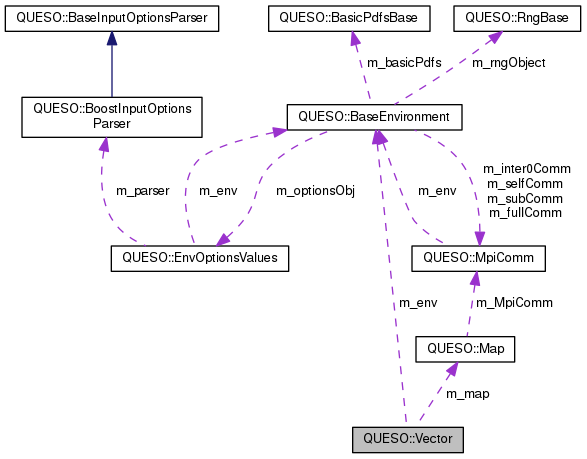 QUESO::BaseInputOptionsParser
QUESO::BasicPdfsBase
QUESO::RngBase
m_basicPdfs
m_rngObject
QUESO::BoostInputOptions
Parser
QUESO::BaseEnvironment
m_parser
m_env
m_optionsObj
m_env
m_inter0Comm
m_selfComm
m_subComm
m_fullComm
QUESO::EnvOptionsValues
QUESO::MpiComm
m_env
m_MpiComm
QUESO::Map
m_map
QUESO::Vector